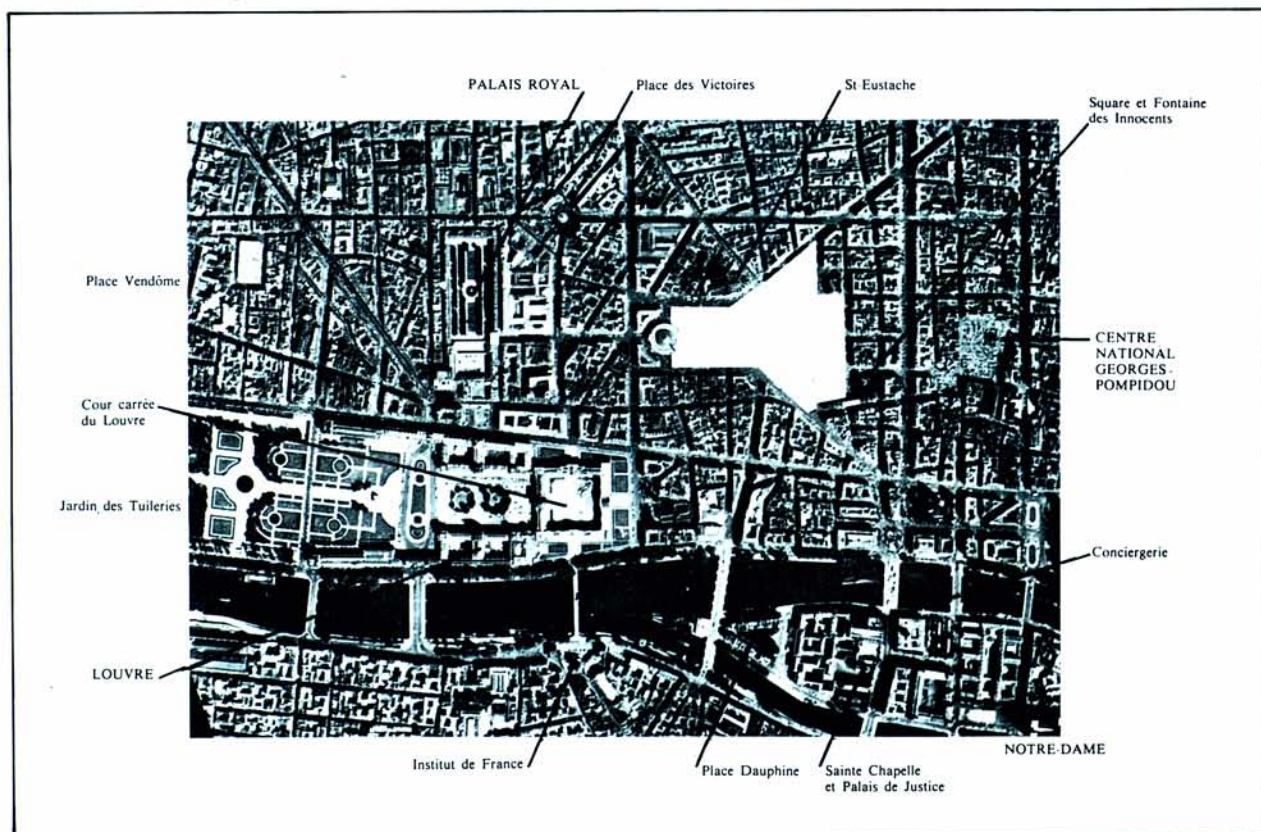 PALAIS ROYAL
Place des Victoires
St-Eustache
Square et Fontaine
des Innocents
Place Vendôme
CENTRE
NATIONAL
GEORGES-
POMPIDOU
Cour carrée
du Louvre
Jardin des Tuileries
Conciergerie
LOUVRE
NOTRE-DAME
Institut de France
Place Dauphine
Sainte Chapelle
et Palais de Justice